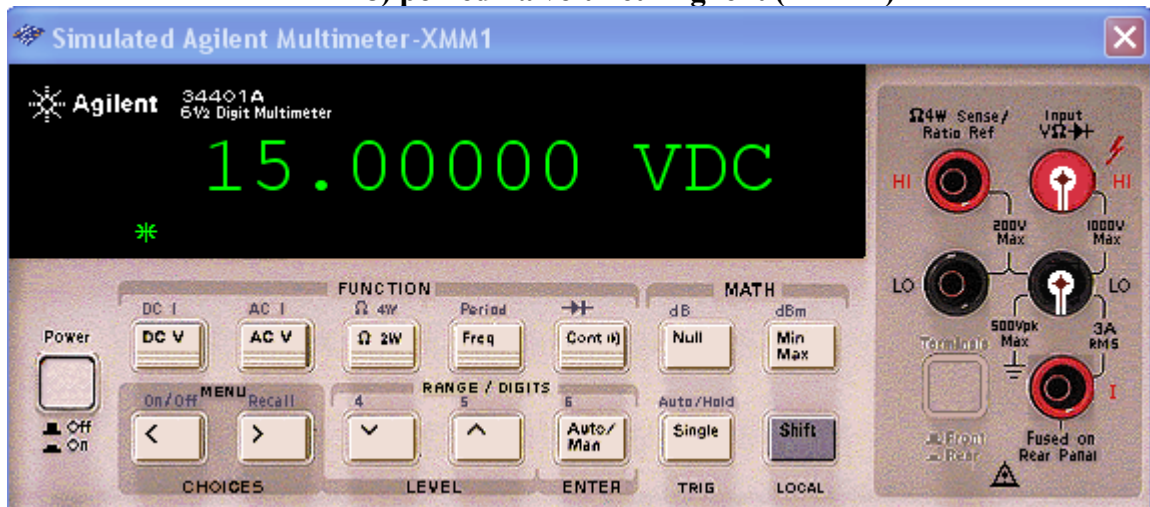 Simulated Agilent Multimeter-XMM1
Agilent 34401A
6½ Digit Multimeter
15.00000 VDC
Ω4W Sense/
Ratio Ref
Input
VΩ
HI
HI
200V
Max
1000V
Max
LO
LO
500Vpk
Max
3A
RMS
Terminals
I
Front
Rear
Fused on
Rear Panal
FUNCTION
MATH
DC I
AC I
Ω 4W
Period
dB
dBm
Power
DC V
AC V
Ω 2W
Freq
Cont
Null
Min
Max
MENU
RANGE / DIGITS
On/Off
Recall
4
5
6
Auto/Hold
Off
On
<
>
Auto/
Man
Single
Shift
CHOICES
LEVEL
ENTER
TRIG
LOCAL